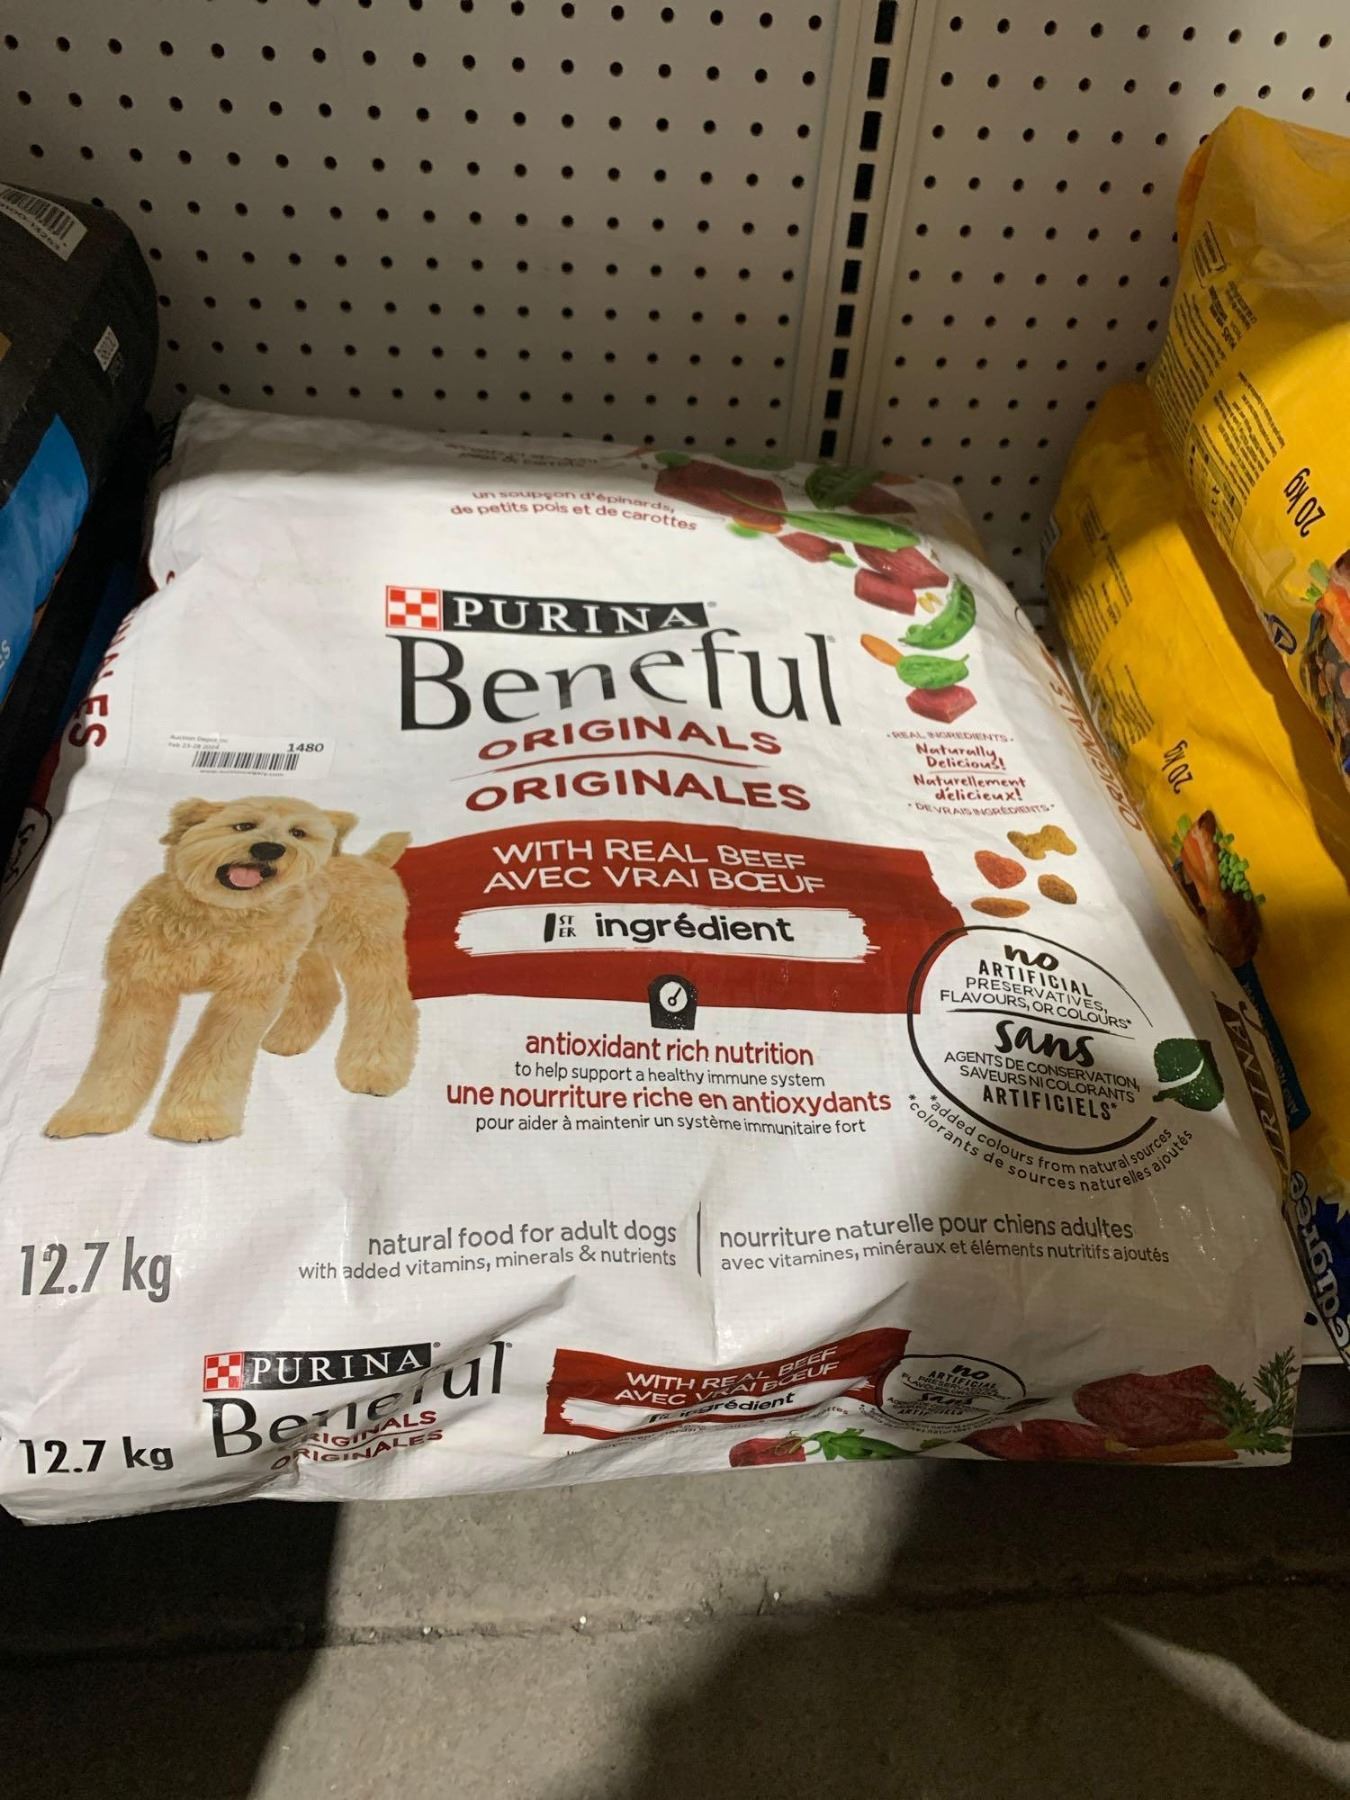 un soupçon d'épinards,
de petits pois et de carottes
PURINA
Beneful
ORIGINALS
ORIGINALES
1480
REAL INGREDIENTS
Naturally
Delicious!
Naturellement
délicieux!
DE VRAIS INGRÉDIENTS
WITH REAL BEEF
AVEC VRAI BŒUF
1 ST ER ingrédient
no
ARTIFICIAL
PRESERVATIVES,
FLAVOURS, OR COLOURS*
sans
AGENTS DE CONSERVATION,
SAVEURS NI COLORANTS
ARTIFICIELS*
*added colours from natural sources
*colorants de sources naturelles ajoutés
antioxidant rich nutrition
to help support a healthy immune system
une nourriture riche en antioxydants
pour aider à maintenir un système immunitaire fort
natural food for adult dogs
with added vitamins, minerals & nutrients
nourriture naturelle pour chiens adultes
avec vitamines, minéraux et éléments nutritifs ajoutés
12.7 kg
PURINA
WITH REAL BEEF
AVEC VRAI BŒUF
ORIGINALES
12.7 kg
20 kg
20 kg
ORIGINALS